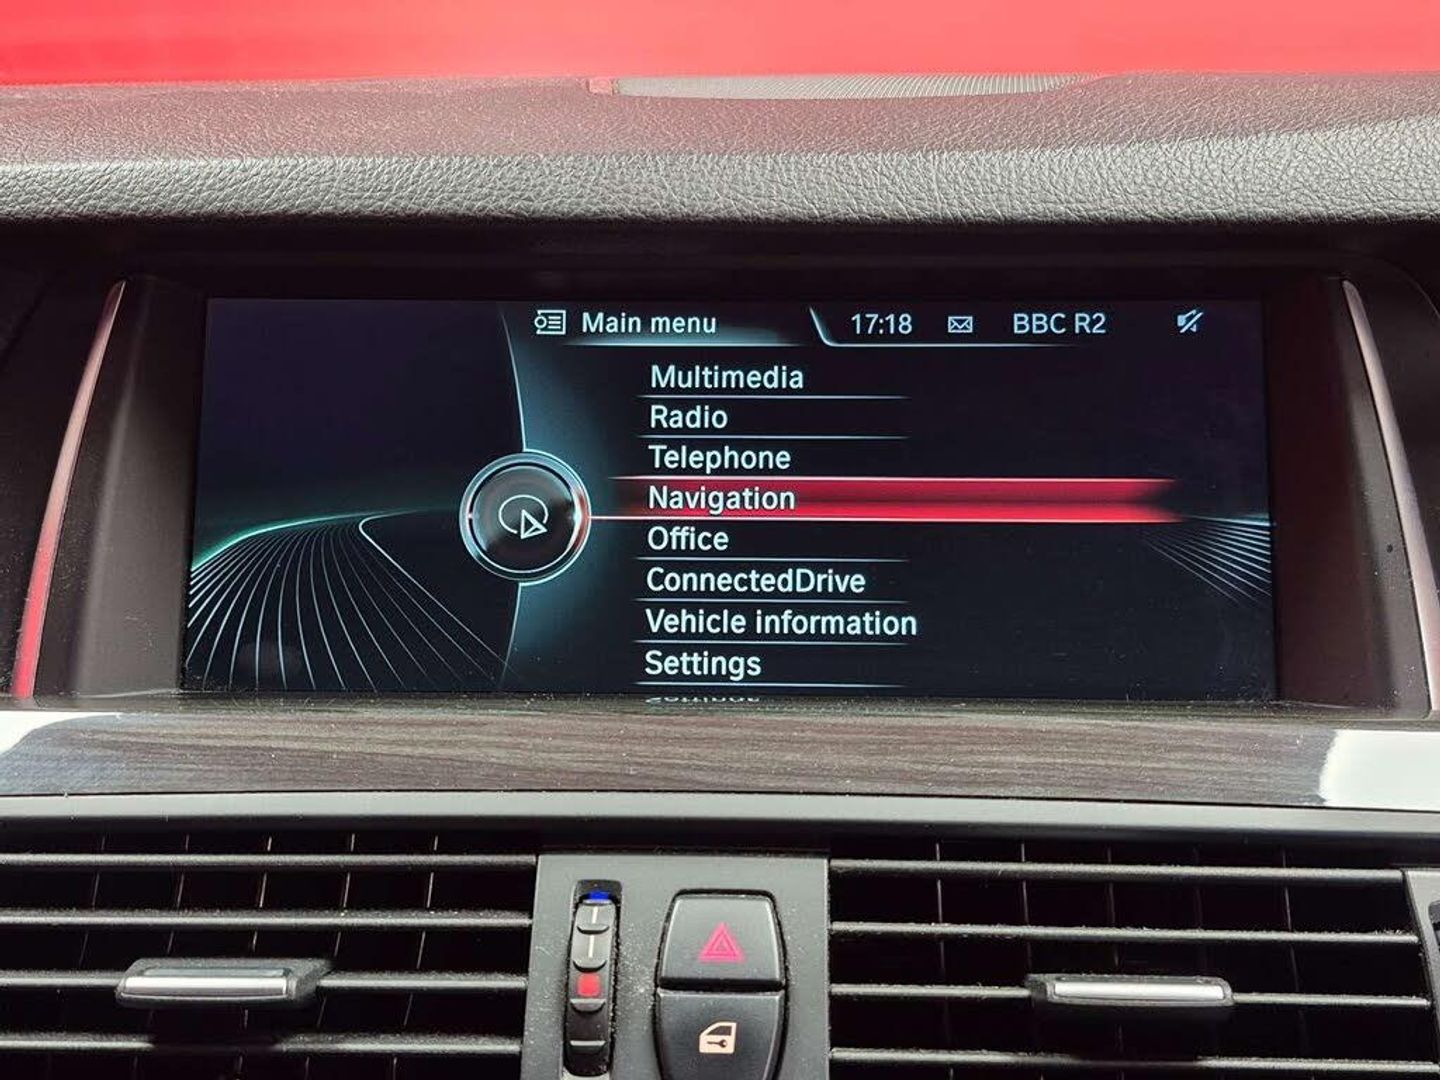 Main menu 17:18 BBC R2
Multimedia
Radio
Telephone
Navigation
Office
ConnectedDrive
Vehicle information
Settings